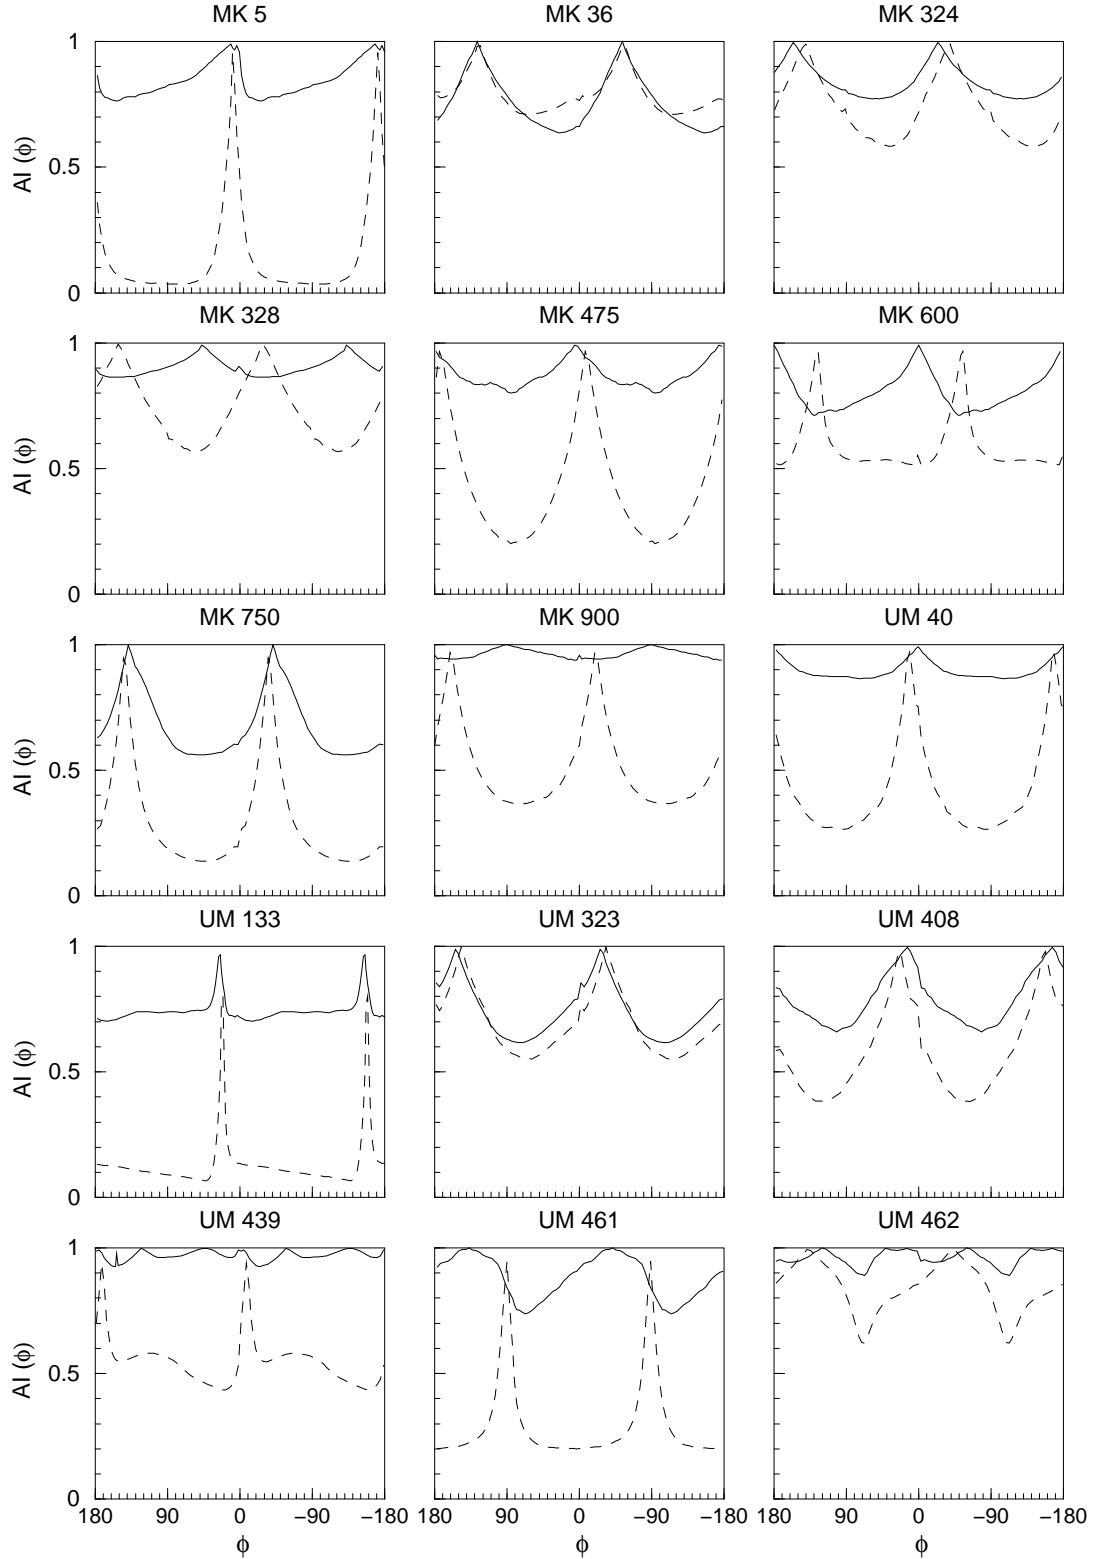 MK 5 MK 36 MK 324
1
AI (ϕ)
0.5
0
MK 328 MK 475 MK 600
1
AI (ϕ)
0.5
0
MK 750 MK 900 UM 40
1
AI (ϕ)
0.5
0
UM 133 UM 323 UM 408
1
AI (ϕ)
0.5
0
UM 439 UM 461 UM 462
1
AI (ϕ)
0.5
0
180 90 0 −90 −180 180 90 0 −90 −180 180 90 0 −90 −180
ϕ ϕ ϕ